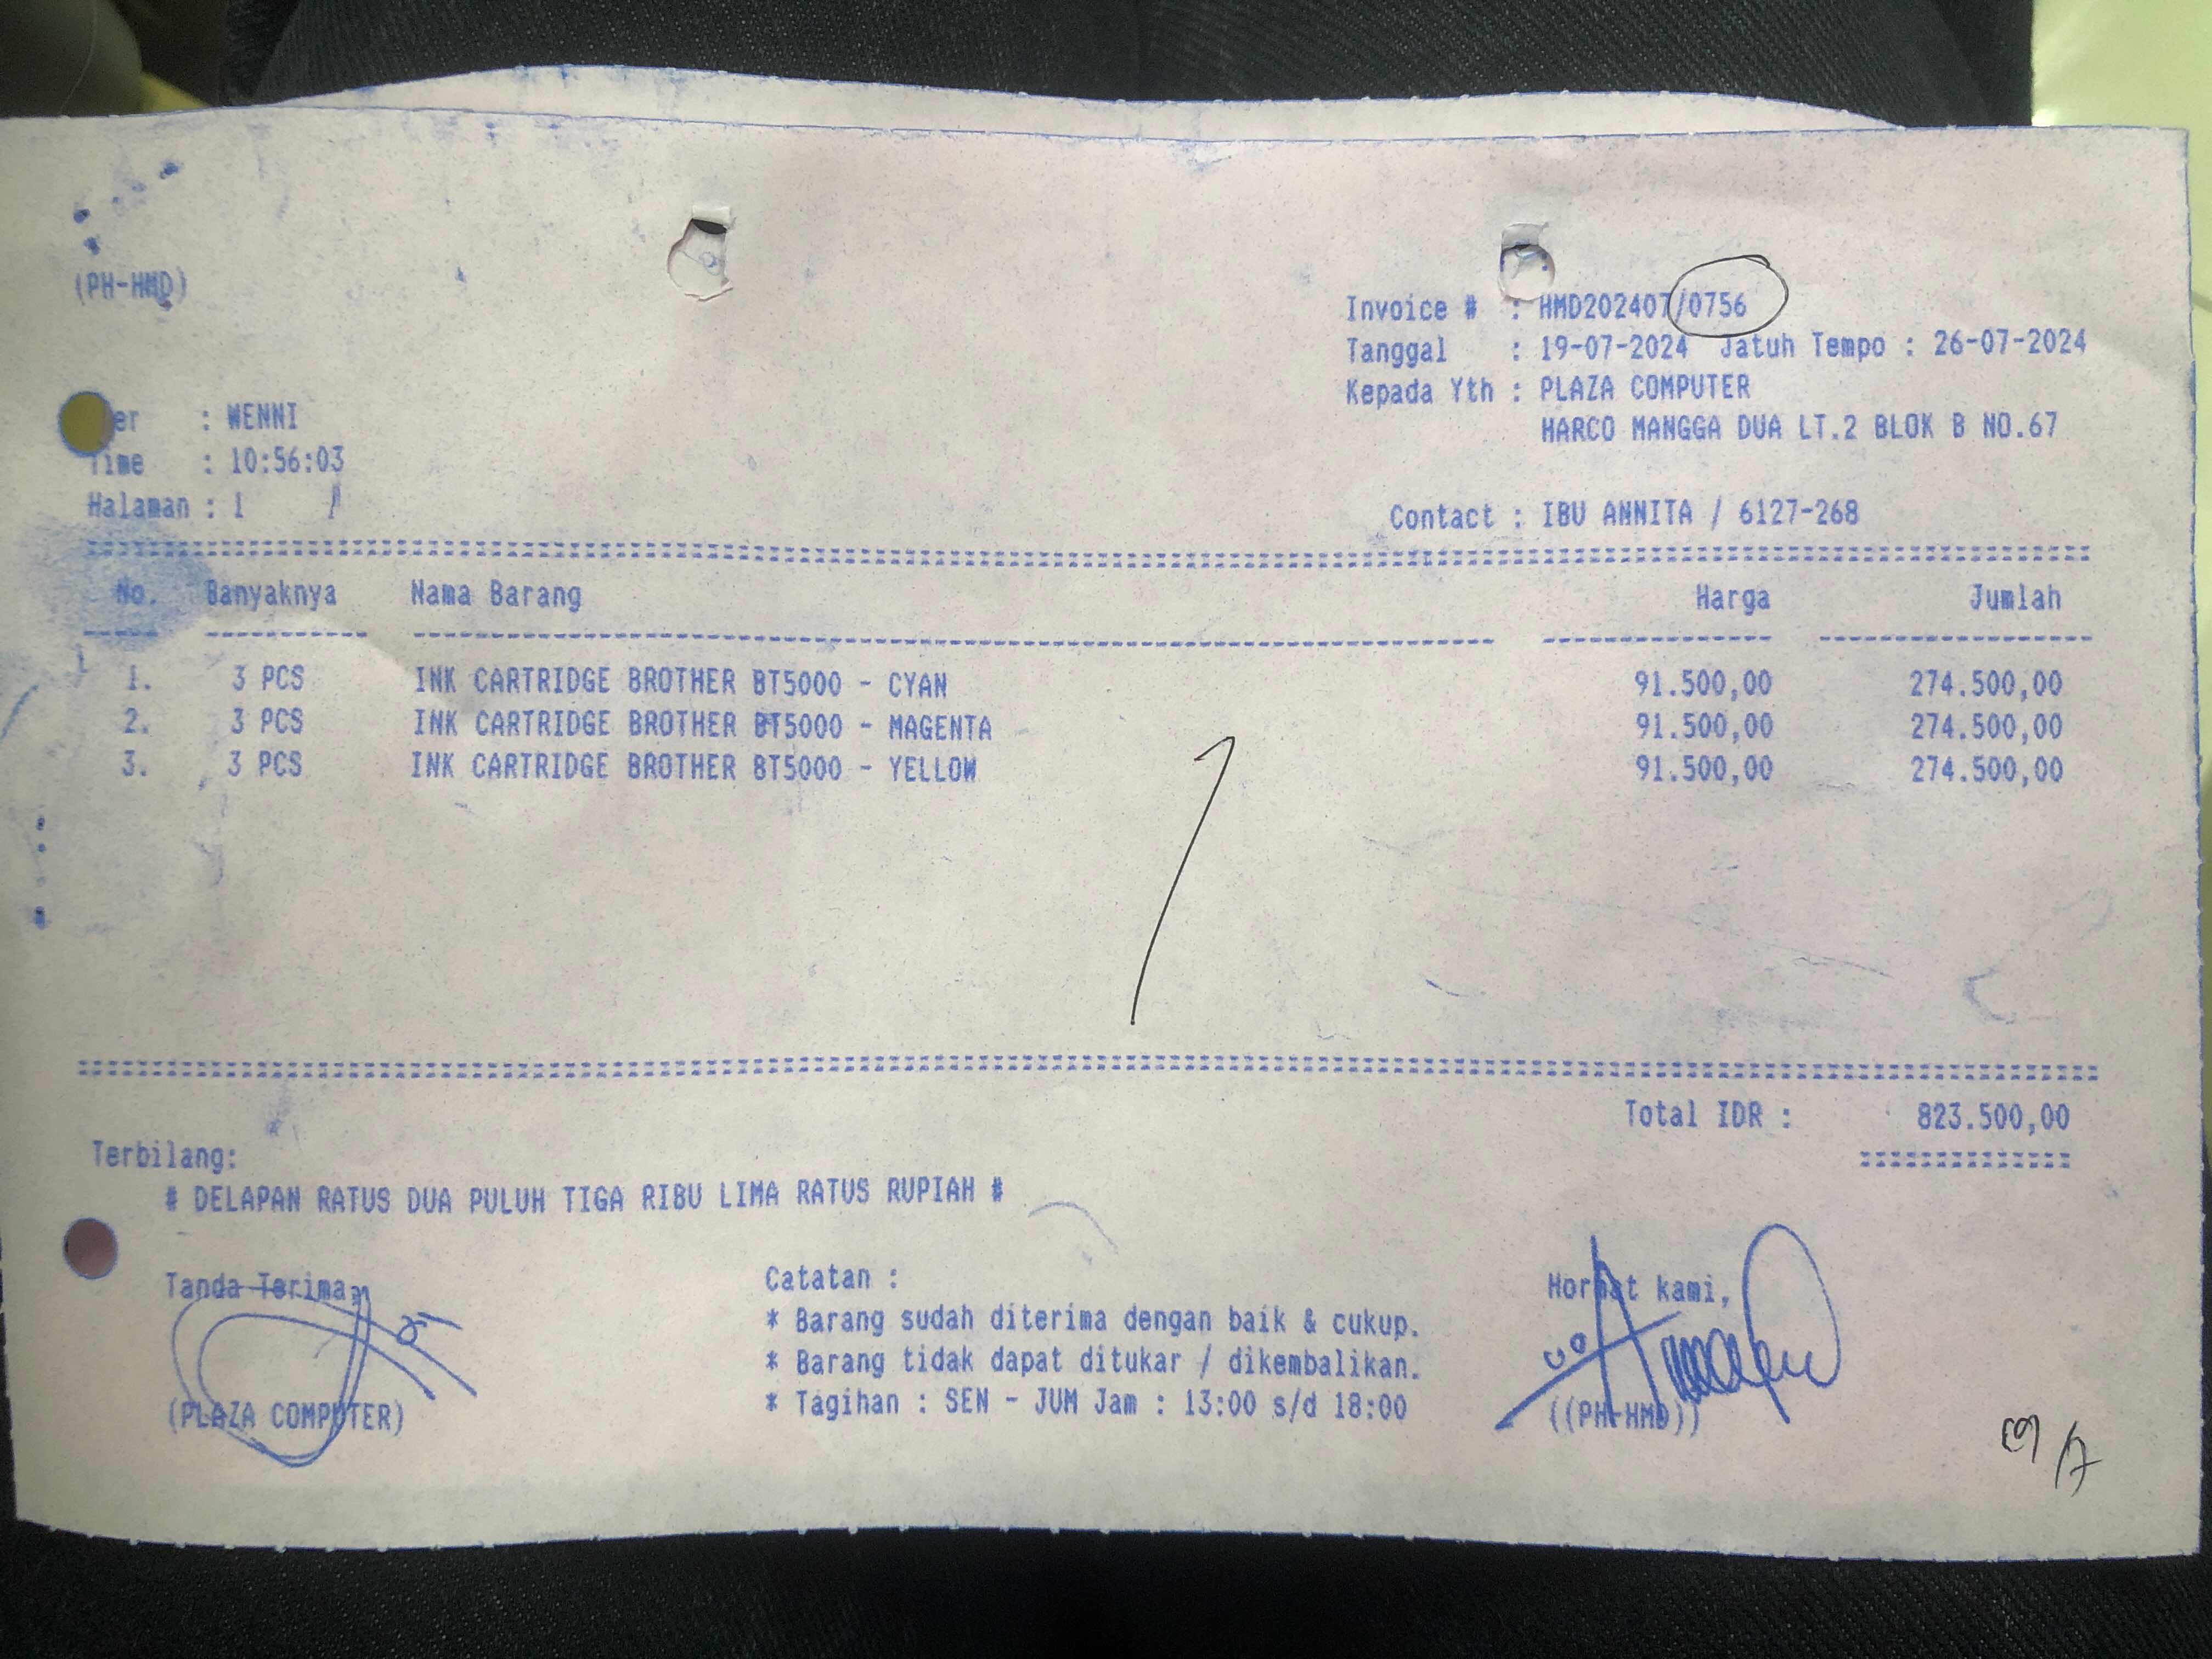 (PH-HMD)
Invoice # : HMD202407/0756
Tanggal : 19-07-2024 Jatuh Tempo : 26-07-2024
Kepada Yth : PLAZA COMPUTER
HARCO MANGGA DUA LT.2 BLOK B NO.67
: WENNI
Time : 10:56:03
Halaman : 1
Contact : IBU ANNITA / 6127-268
No. Banyaknya Nama Barang Harga Jumlah
1. 3 PCS INK CARTRIDGE BROTHER BT5000 - CYAN 91.500,00 274.500,00
2. 3 PCS INK CARTRIDGE BROTHER BT5000 - MAGENTA 91.500,00 274.500,00
3. 3 PCS INK CARTRIDGE BROTHER BT5000 - YELLOW 91.500,00 274.500,00
Total IDR : 823.500,00
Terbilang:
# DELAPAN RATUS DUA PULUH TIGA RIBU LIMA RATUS RUPIAH #
Tanda Terima,
Catatan :
* Barang sudah diterima dengan baik & cukup.
* Barang tidak dapat ditukar / dikembalikan.
* Tagihan : SEN - JUM Jam : 13:00 s/d 18:00
Hormat kami,
(PLAZA COMPUTER)
((PH-HMD))